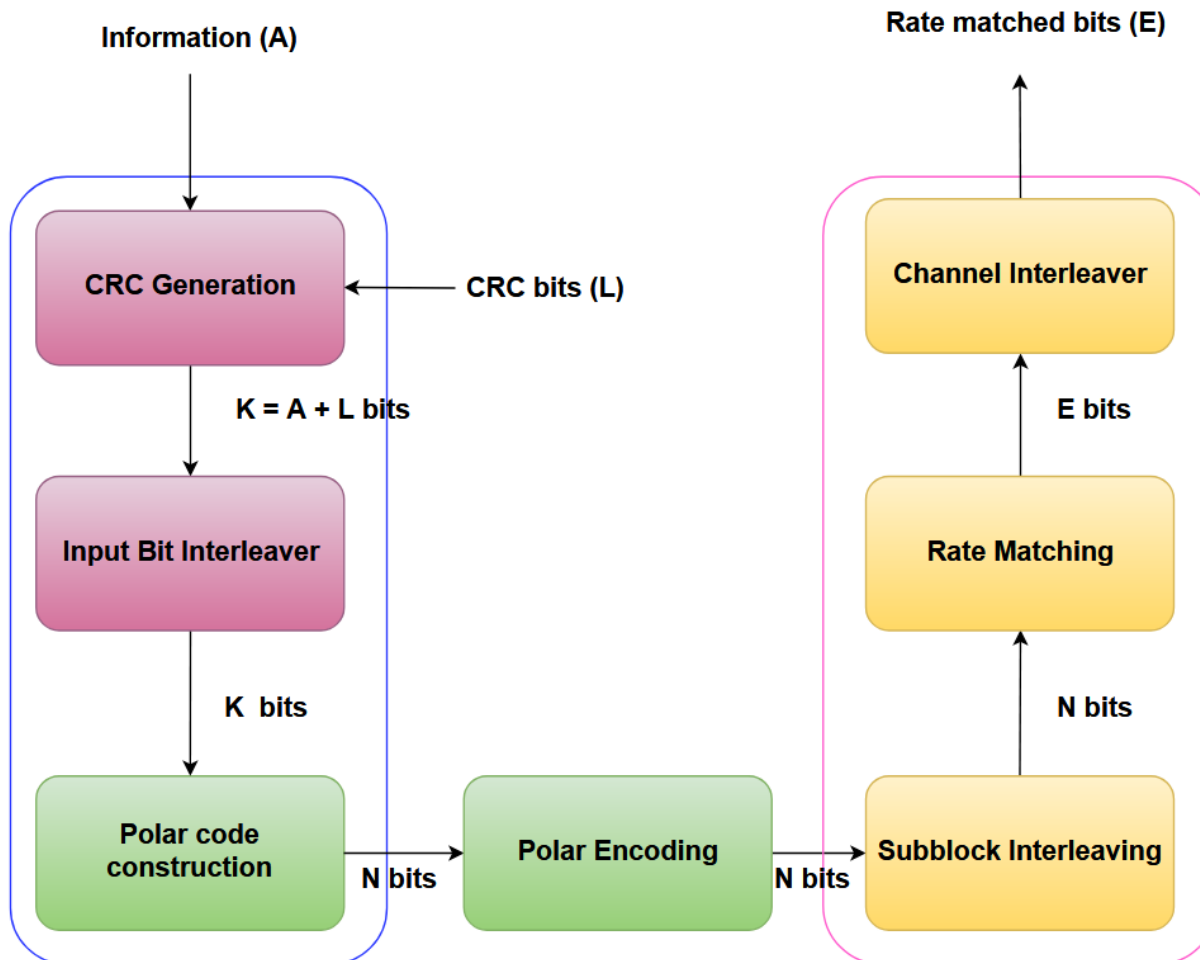 Information (A)
Rate matched bits (E)
CRC Generation
CRC bits (L)
Channel Interleaver
K = A + L bits
E bits
Input Bit Interleaver
Rate Matching
K bits
N bits
Polar code
construction
N bits
Polar Encoding
N bits
Subblock Interleaving